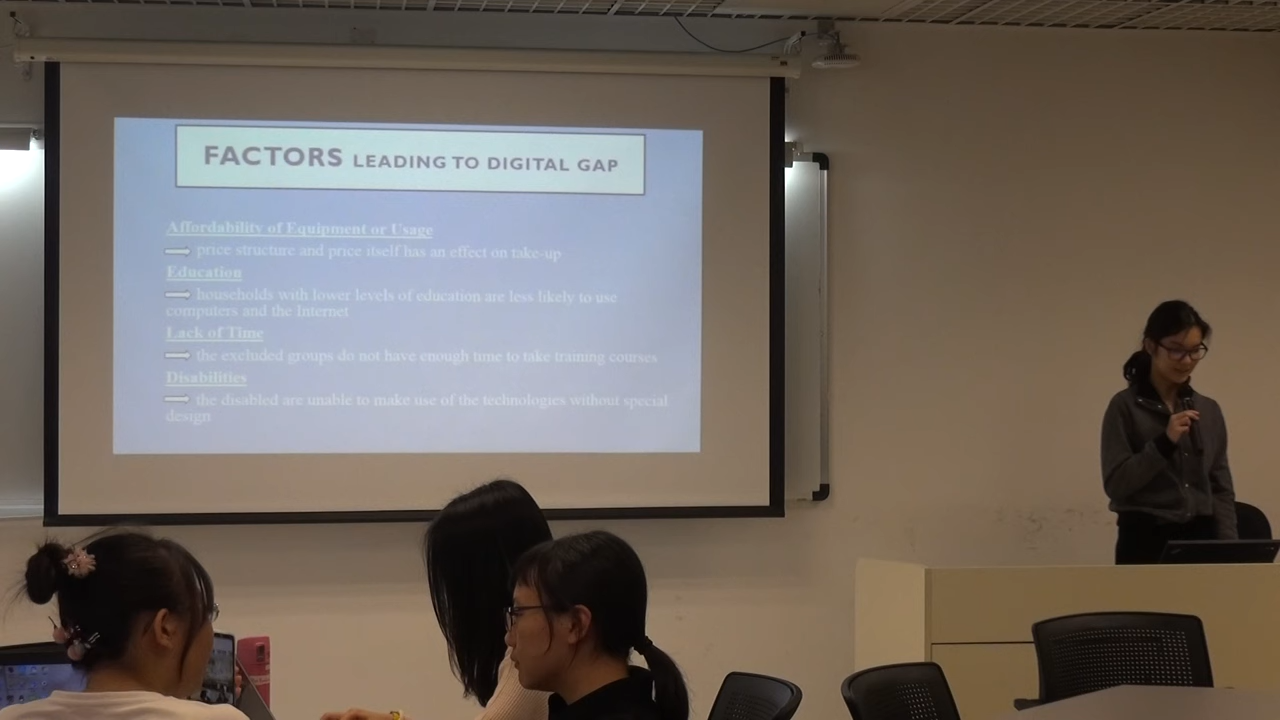 FACTORS LEADING TO DIGITAL GAP
Affordability of Equipment or Usage
price structure and price itself has an effect on take-up
Education
households with lower levels of education are less likely to use
computers and the Internet
Lack of Time
the excluded groups do not have enough time to take training courses
Disabilities
the disabled are unable to make use of the technologies without special
design